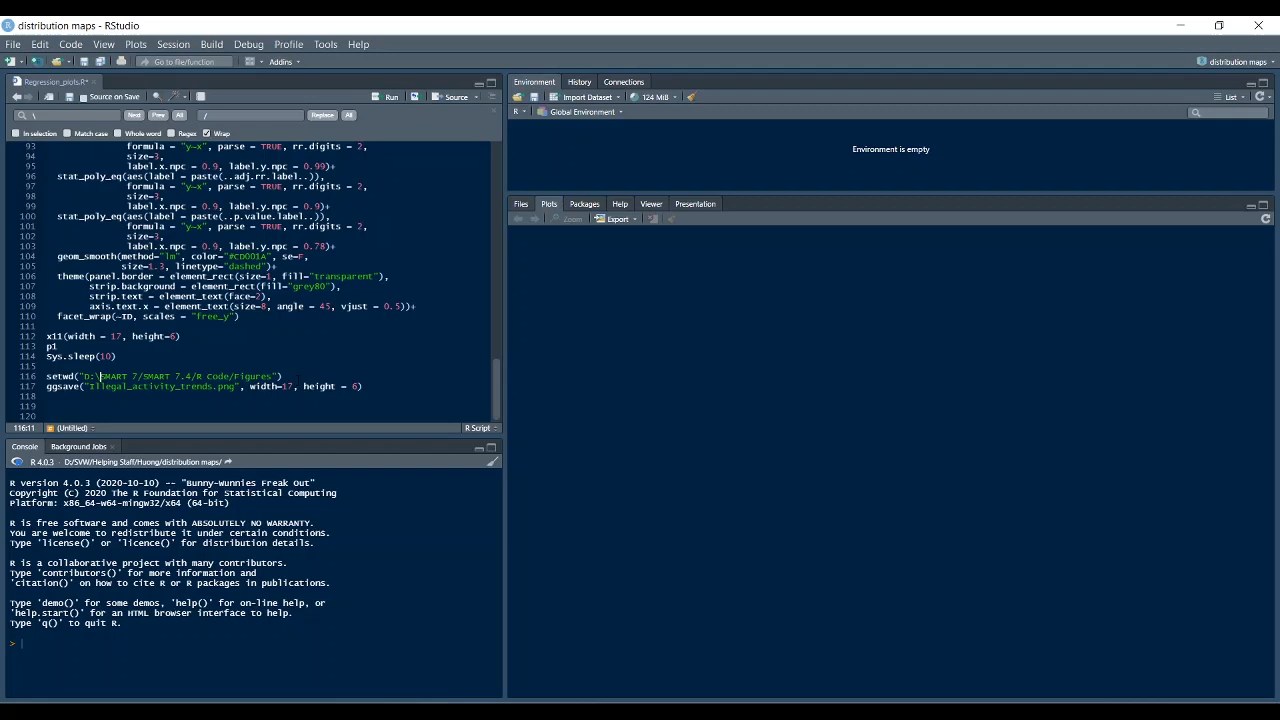 distribution maps - RStudio
File Edit Code View Plots Session Build Debug Profile Tools Help
Go to file/function Addins distribution maps
Regression_plots.R*
Source on Save Run Source
\ Next Prev All / Replace All
In selection Match case Whole word Regex Wrap
93 formula = "y~x", parse = TRUE, rr.digits = 2,
94 size=3,
95 label.x.npc = 0.9, label.y.npc = 0.99)+
96 stat_poly_eq(aes(label = paste(..adj.rr.label..)),
97 formula = "y~x", parse = TRUE, rr.digits = 2,
98 size=3,
99 label.x.npc = 0.9, label.y.npc = 0.9)+
100 stat_poly_eq(aes(label = paste(..p.value.label..)),
101 formula = "y~x", parse = TRUE, rr.digits = 2,
102 size=3,
103 label.x.npc = 0.9, label.y.npc = 0.78)+
104 geom_smooth(method="lm", color="#CD001A", se=F,
105 size=1.3, linetype="dashed")+
106 theme(panel.border = element_rect(size=1, fill="transparent"),
107 strip.background = element_rect(fill="grey80"),
108 strip.text = element_text(face=2),
109 axis.text.x = element_text(size=8, angle = 45, vjust = 0.5))+
110 facet_wrap(~ID, scales = "free_y")
111
112 x11(width = 17, height=6)
113 p1
114 Sys.sleep(10)
115
116 setwd("D:\SMART 7/SMART 7.4/R Code/Figures")
117 ggsave("Illegal_activity_trends.png", width=17, height = 6)
118
119
120
116:11 (Untitled) R Script
Console Background Jobs
R 4.0.3 · D:/SVW/Helping Staff/Huong/distribution maps/
R version 4.0.3 (2020-10-10) -- "Bunny-Wunnies Freak Out"
Copyright (C) 2020 The R Foundation for Statistical Computing
Platform: x86_64-w64-mingw32/x64 (64-bit)
R is free software and comes with ABSOLUTELY NO WARRANTY.
You are welcome to redistribute it under certain conditions.
Type 'license()' or 'licence()' for distribution details.
R is a collaborative project with many contributors.
Type 'contributors()' for more information and
'citation()' on how to cite R or R packages in publications.
Type 'demo()' for some demos, 'help()' for on-line help, or
'help.start()' for an HTML browser interface to help.
Type 'q()' to quit R.
>
Environment History Connections
Import Dataset 124 MiB List
R Global Environment
Environment is empty
Files Plots Packages Help Viewer Presentation
Zoom Export